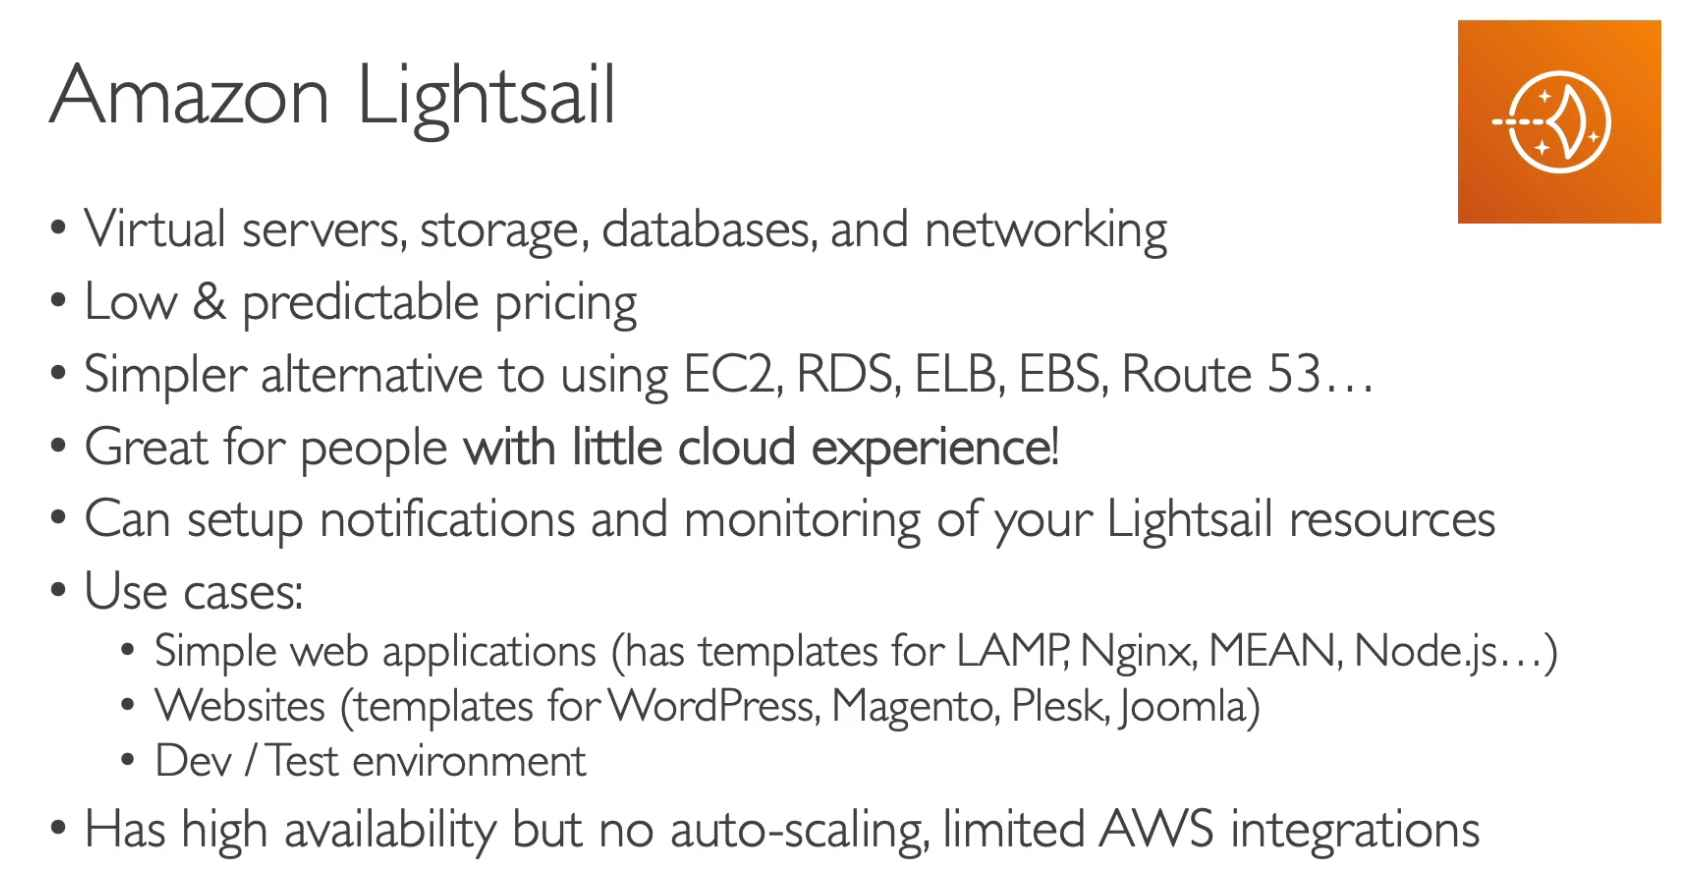 Amazon Lightsail
• Virtual servers, storage, databases, and networking
• Low & predictable pricing
• Simpler alternative to using EC2, RDS, ELB, EBS, Route 53…
• Great for people with little cloud experience!
• Can setup notifications and monitoring of your Lightsail resources
• Use cases:
• Simple web applications (has templates for LAMP, Nginx, MEAN, Node.js…)
• Websites (templates for WordPress, Magento, Plesk, Joomla)
• Dev / Test environment
• Has high availability but no auto-scaling, limited AWS integrations